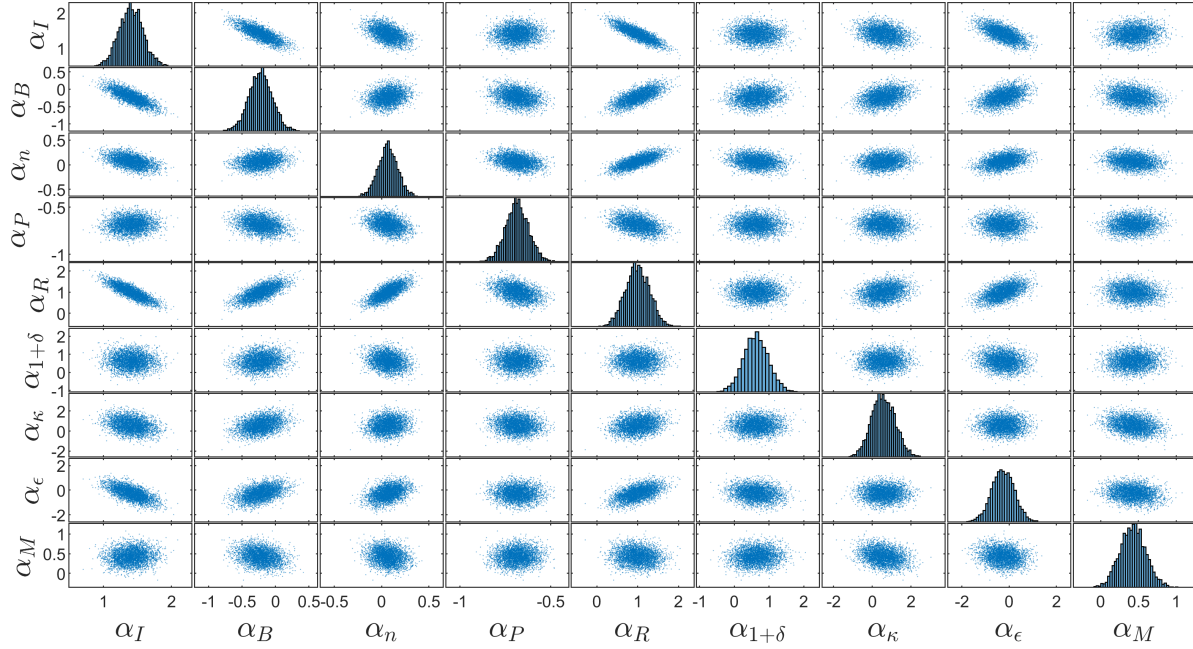 α_I 2 1
α_B 0.5 0 -0.5 -1
α_n 0.5 0 -0.5
α_P -0.5 -1
α_R 2 1 0
α_{1+δ} 2 1 0 -1
α_κ 2 0 -2
α_ϵ 2 0 -2
α_M 1 0.5 0
1 2 -1 -0.5 0 0.5 -0.5 0 0.5 -1 -0.5 0 1 2 -1 0 1 2 -2 0 2 -2 0 2 0 0.5 1
α_I α_B α_n α_P α_R α_{1+δ} α_κ α_ϵ α_M